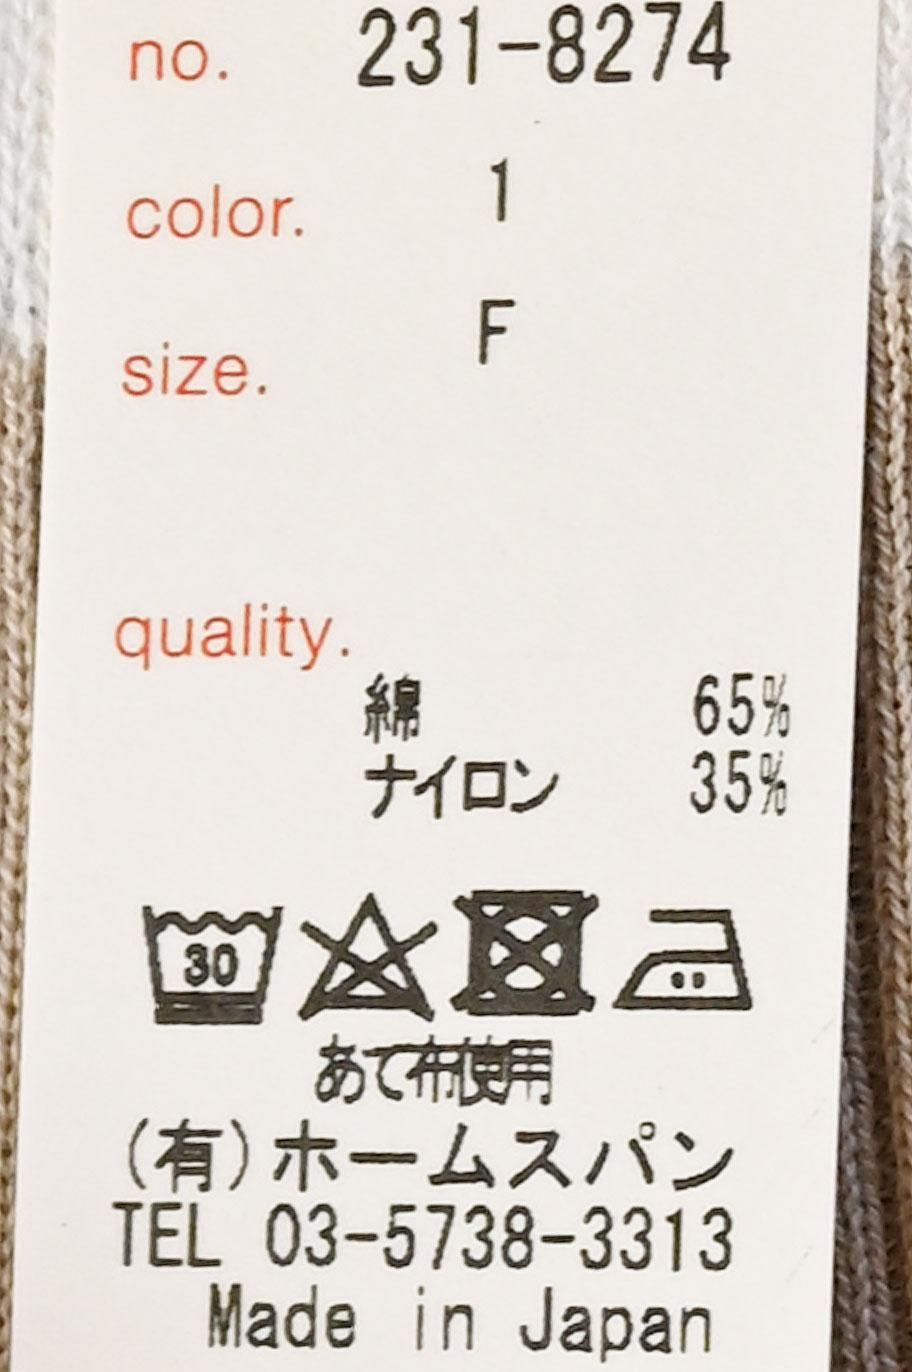 no. 231-8274
color. 1
size. F
quality.
綿 65%
ナイロン 35%
30
あて布使用
(有)ホームスパン
TEL 03-5738-3313
Made in Japan